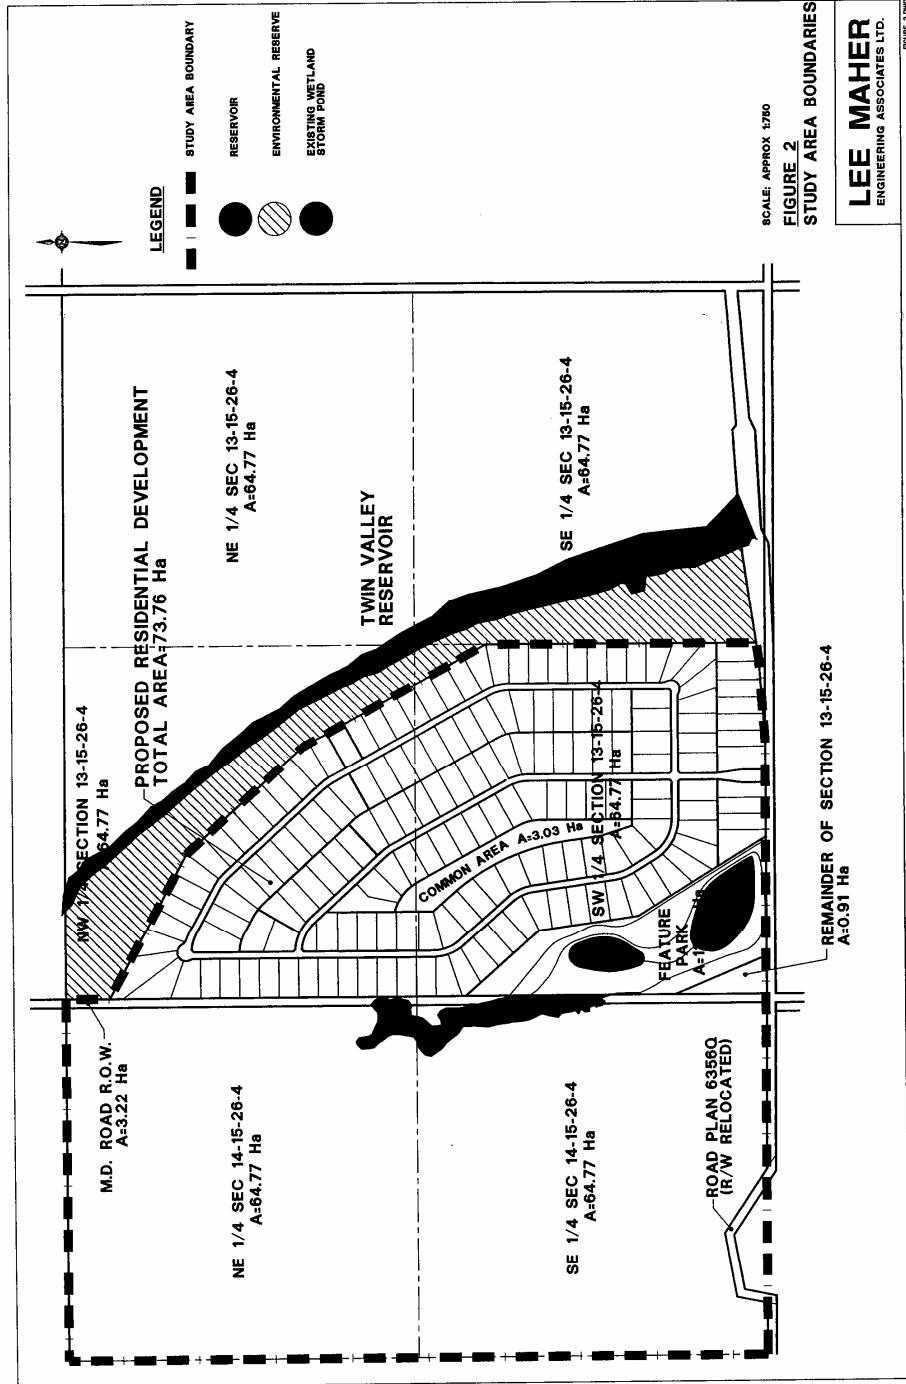 LEGEND
STUDY AREA BOUNDARY
RESERVOIR
ENVIRONMENTAL RESERVE
EXISTING WETLAND
STORM POND
N
M.D. ROAD R.O.W.
A=3.22 Ha
NW 1/4 SECTION 13-15-26-4
64.77 Ha
PROPOSED RESIDENTIAL DEVELOPMENT
TOTAL AREA=73.76 Ha
NE 1/4 SEC 13-15-26-4
A=64.77 Ha
TWIN VALLEY
RESERVOIR
NE 1/4 SEC 14-15-26-4
A=64.77 Ha
COMMON AREA A=3.03 Ha
SW 1/4 SECTION 13-15-26-4
A=64.77 Ha
SE 1/4 SEC 13-15-26-4
A=64.77 Ha
SE 1/4 SEC 14-15-26-4
A=64.77 Ha
FEATURE
PARK
ROAD PLAN 6356Q
(R/W RELOCATED)
REMAINDER OF SECTION 13-15-26-4
A=0.91 Ha
SCALE: APPROX 1:750
FIGURE 2
STUDY AREA BOUNDARIES
LEE MAHER
ENGINEERING ASSOCIATES LTD.